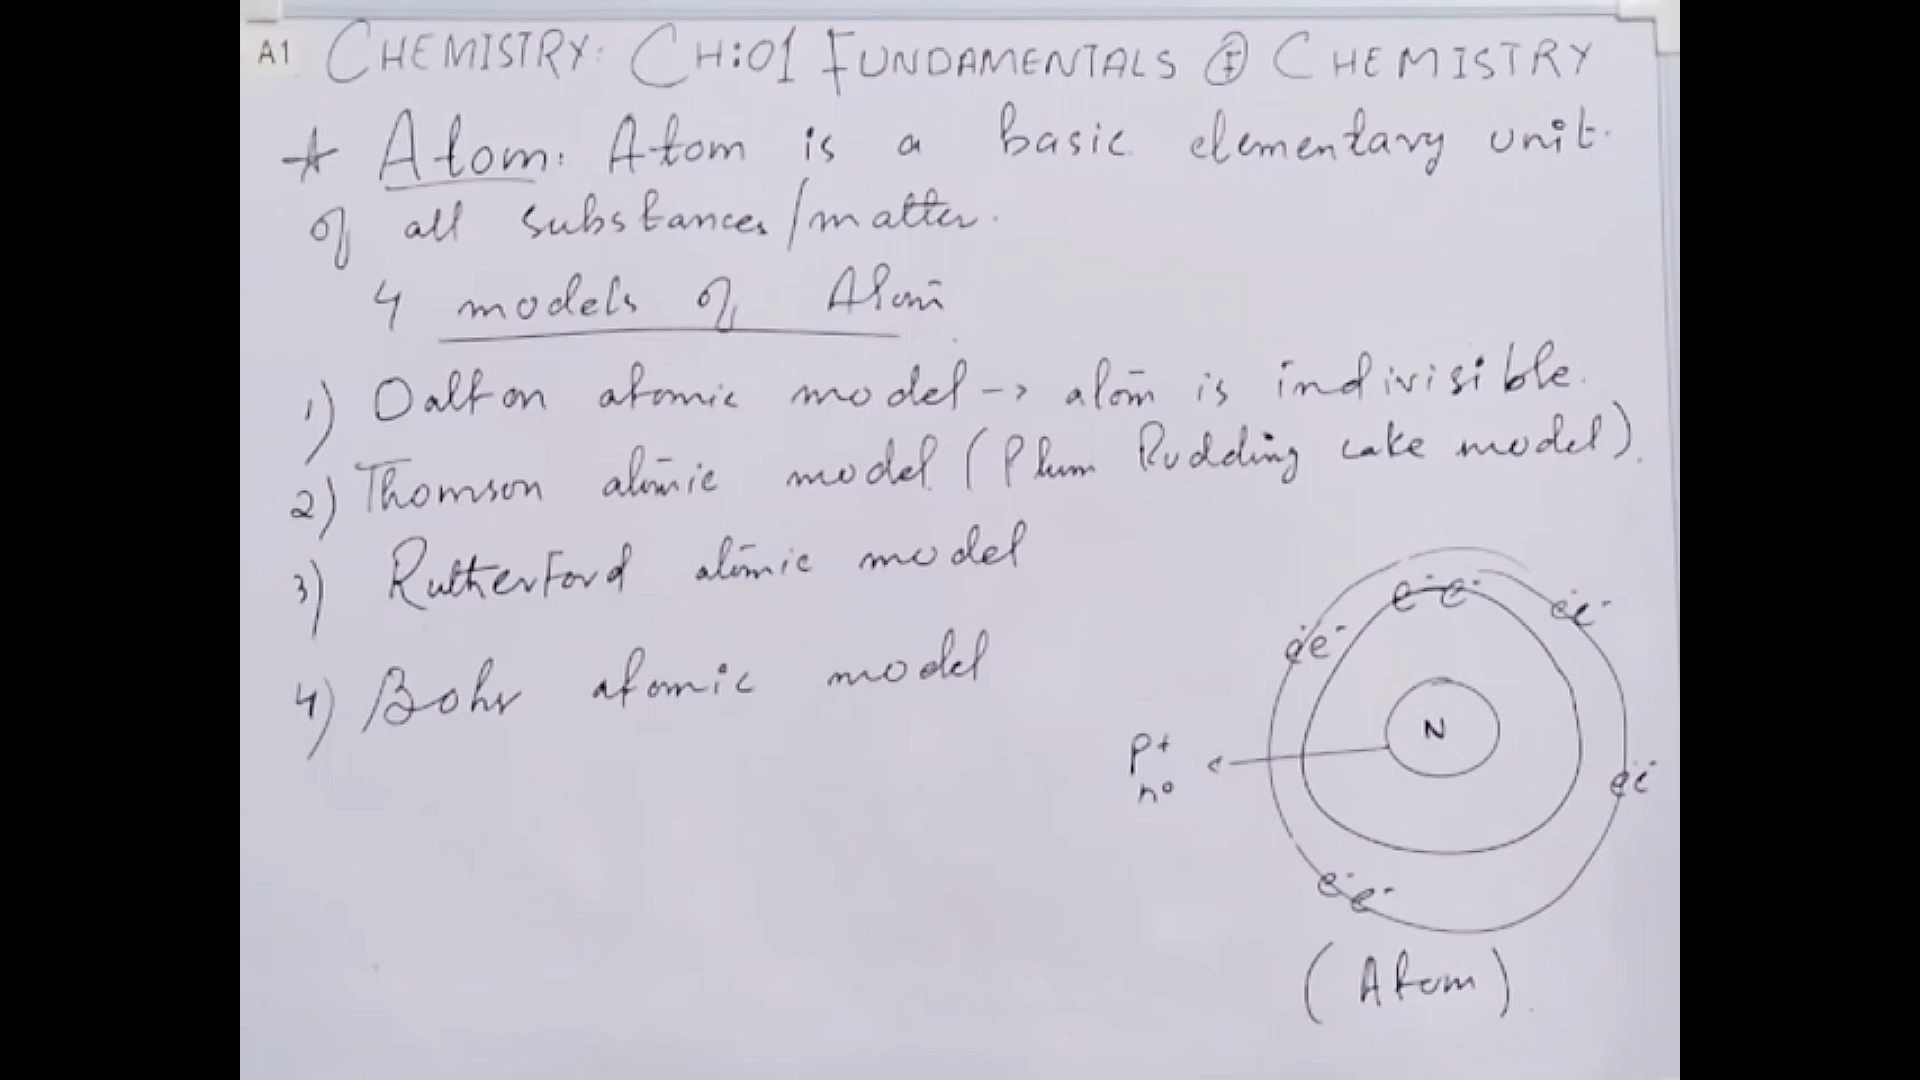 A1 CHEMISTRY: CH:01 FUNDAMENTALS OF CHEMISTRY
* Atom: Atom is a basic elementary unit
of all substances/matter.
4 models of Atom
1) Dalton atomic model -> atom is indivisible.
2) Thomson atomic model (Plum Pudding cake model).
3) Rutherford atomic model
4) Bohr atomic model
e- e-
e- e-
e- e-
N
P+
n°
e- e-
e- e-
(Atom)